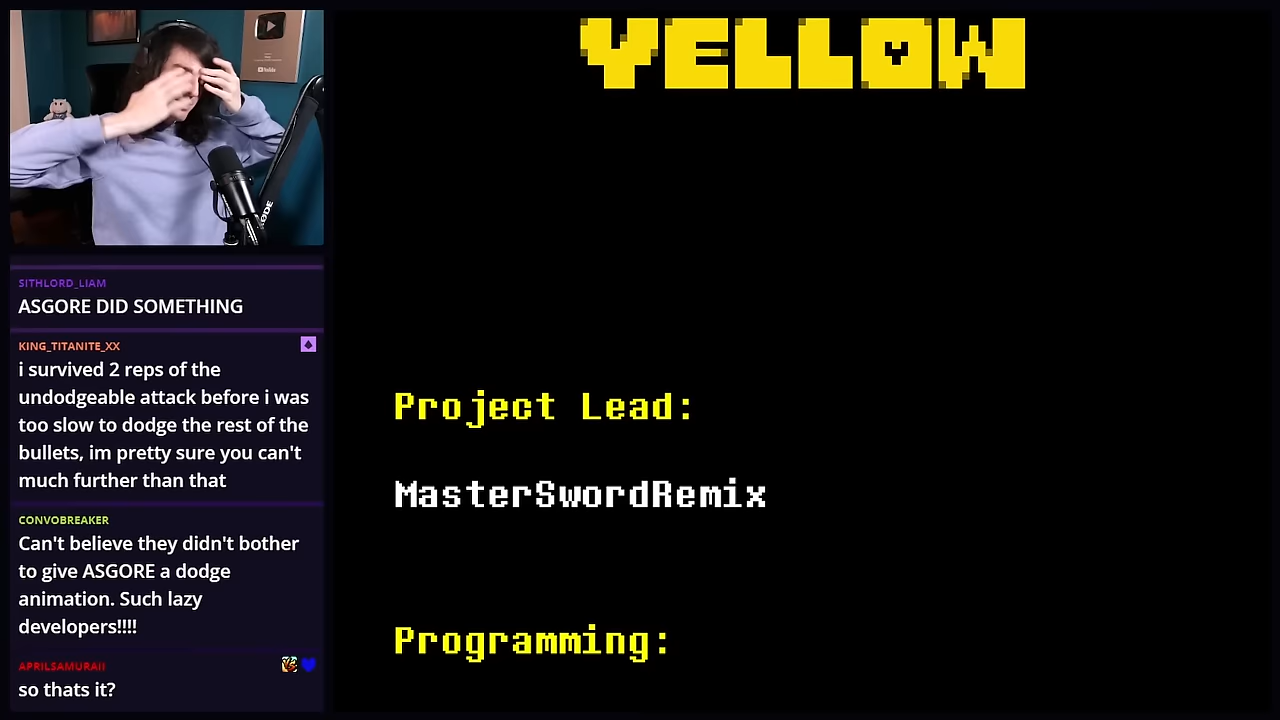 YELLOW
SITHLORD_LIAM
ASGORE DID SOMETHING
KING_TITANITE_XX
i survived 2 reps of the
undodgeable attack before i was
too slow to dodge the rest of the
bullets, im pretty sure you can't
much further than that
CONVOBREAKER
Can't believe they didn't bother
to give ASGORE a dodge
animation. Such lazy
developers!!!!
APRILSAMURAII
so thats it?
Project Lead:
MasterSwordRemix
Programming:
RØDE
YouTube